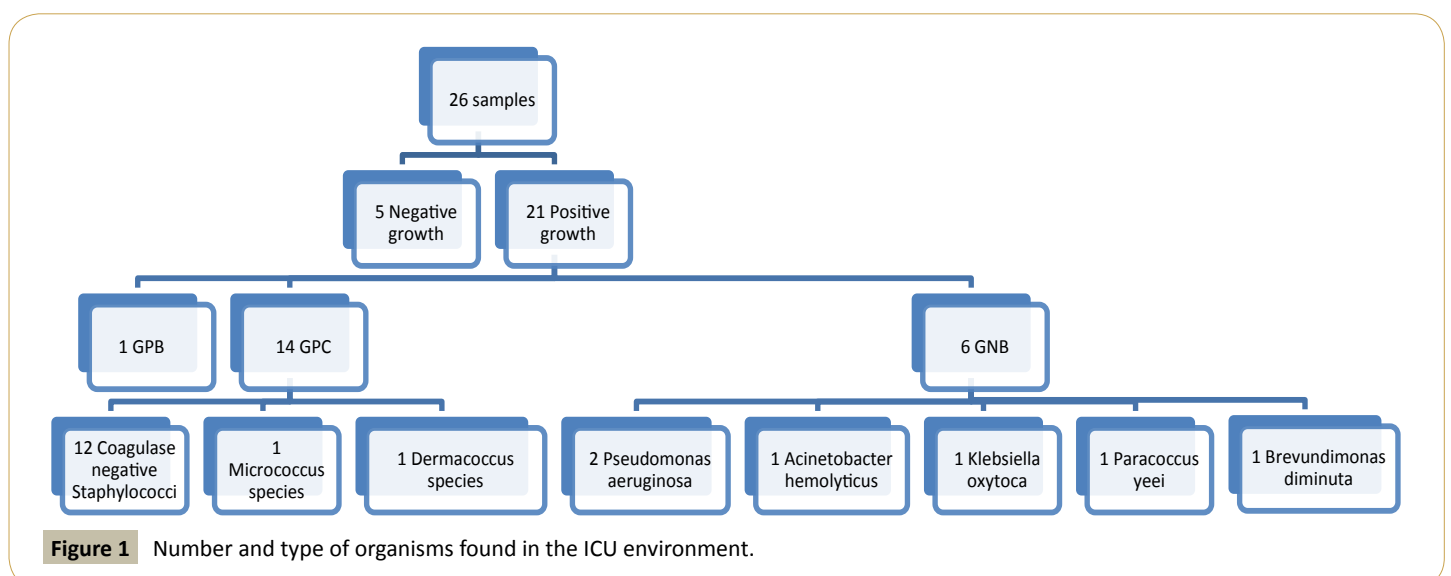 26 samples
5 Negative
growth
21 Positive
growth
1 GPB
14 GPC
6 GNB
12 Coagulase
negative
Staphylococci
1
Micrococcus
species
1 Dermacoccus
species
2 Pseudomonas
aeruginosa
1 Acinetobacter
hemolyticus
1 Klebsiella
oxytoca
1 Paracoccus
yeei
1 Brevundimonas
diminuta
Figure 1 Number and type of organisms found in the ICU environment.